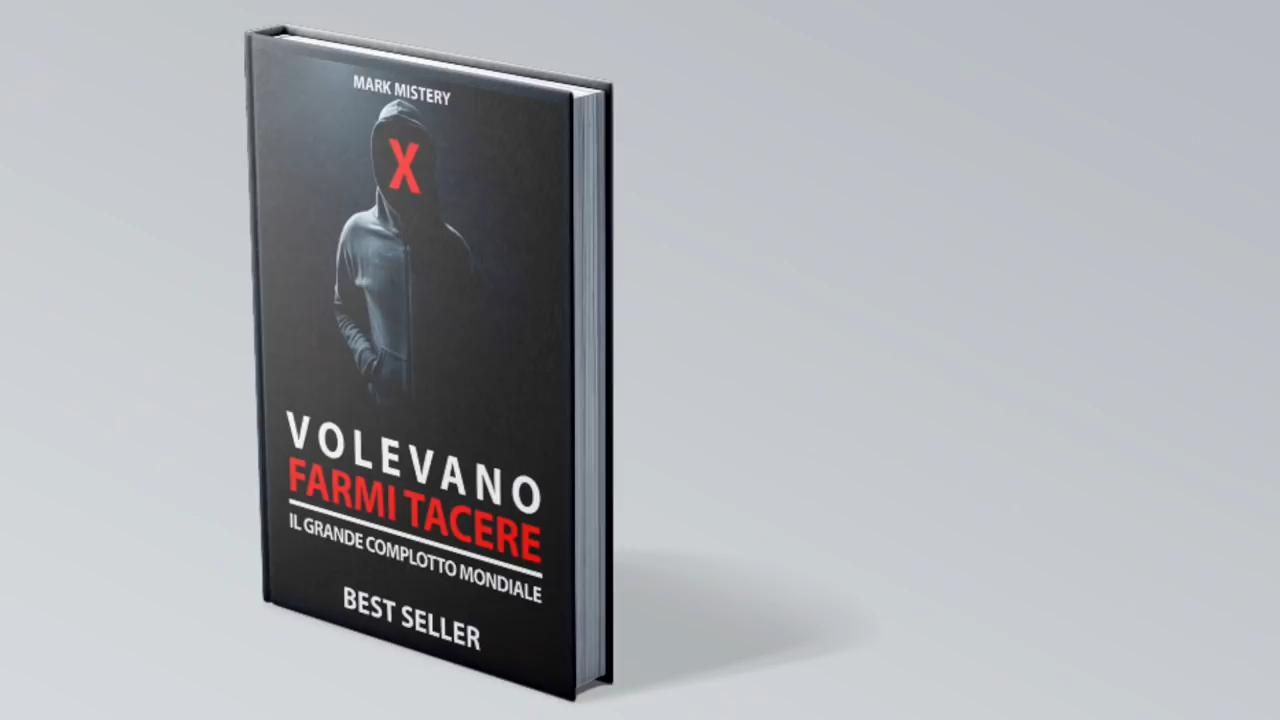 MARK MISTERY
X
VOLEVANO
FARMI TACERE
IL GRANDE COMPLOTTO MONDIALE
BEST SELLER